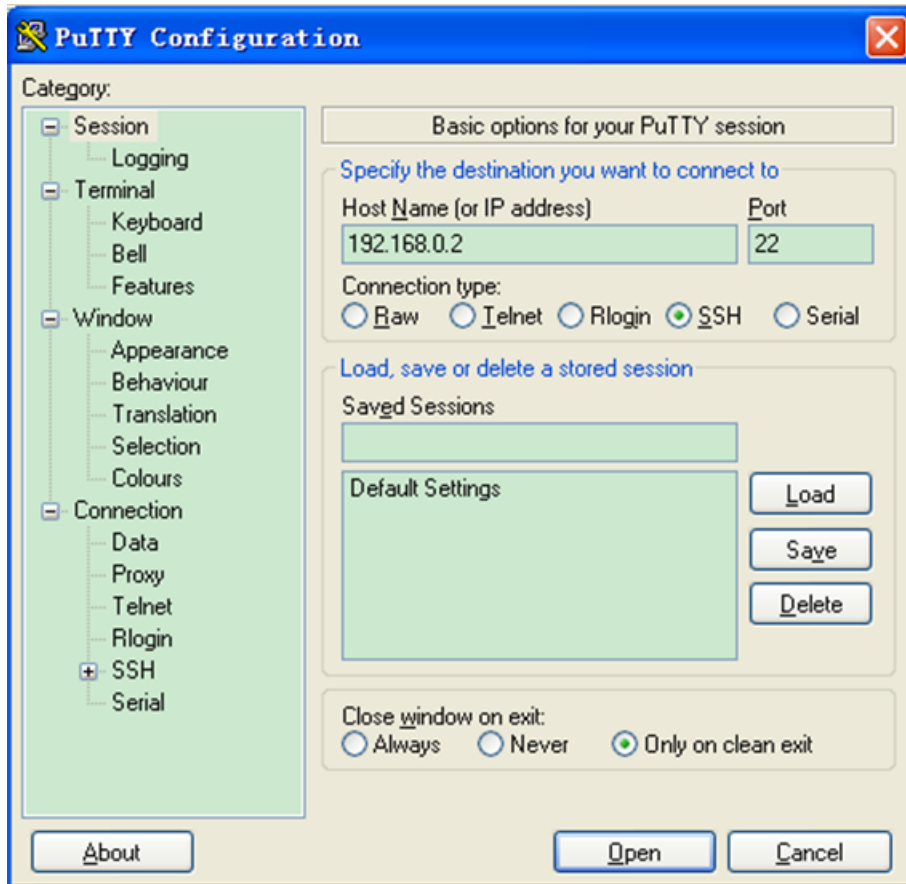 PuTTY Configuration
Category:
Session
Logging
Terminal
Keyboard
Bell
Features
Window
Appearance
Behaviour
Translation
Selection
Colours
Connection
Data
Proxy
Telnet
Rlogin
SSH
Serial
Basic options for your PuTTY session
Specify the destination you want to connect to
Host Name (or IP address) Port
192.168.0.2 22
Connection type:
Raw Telnet Rlogin SSH Serial
Load, save or delete a stored session
Saved Sessions
Default Settings
Load
Save
Delete
Close window on exit:
Always Never Only on clean exit
About Open Cancel